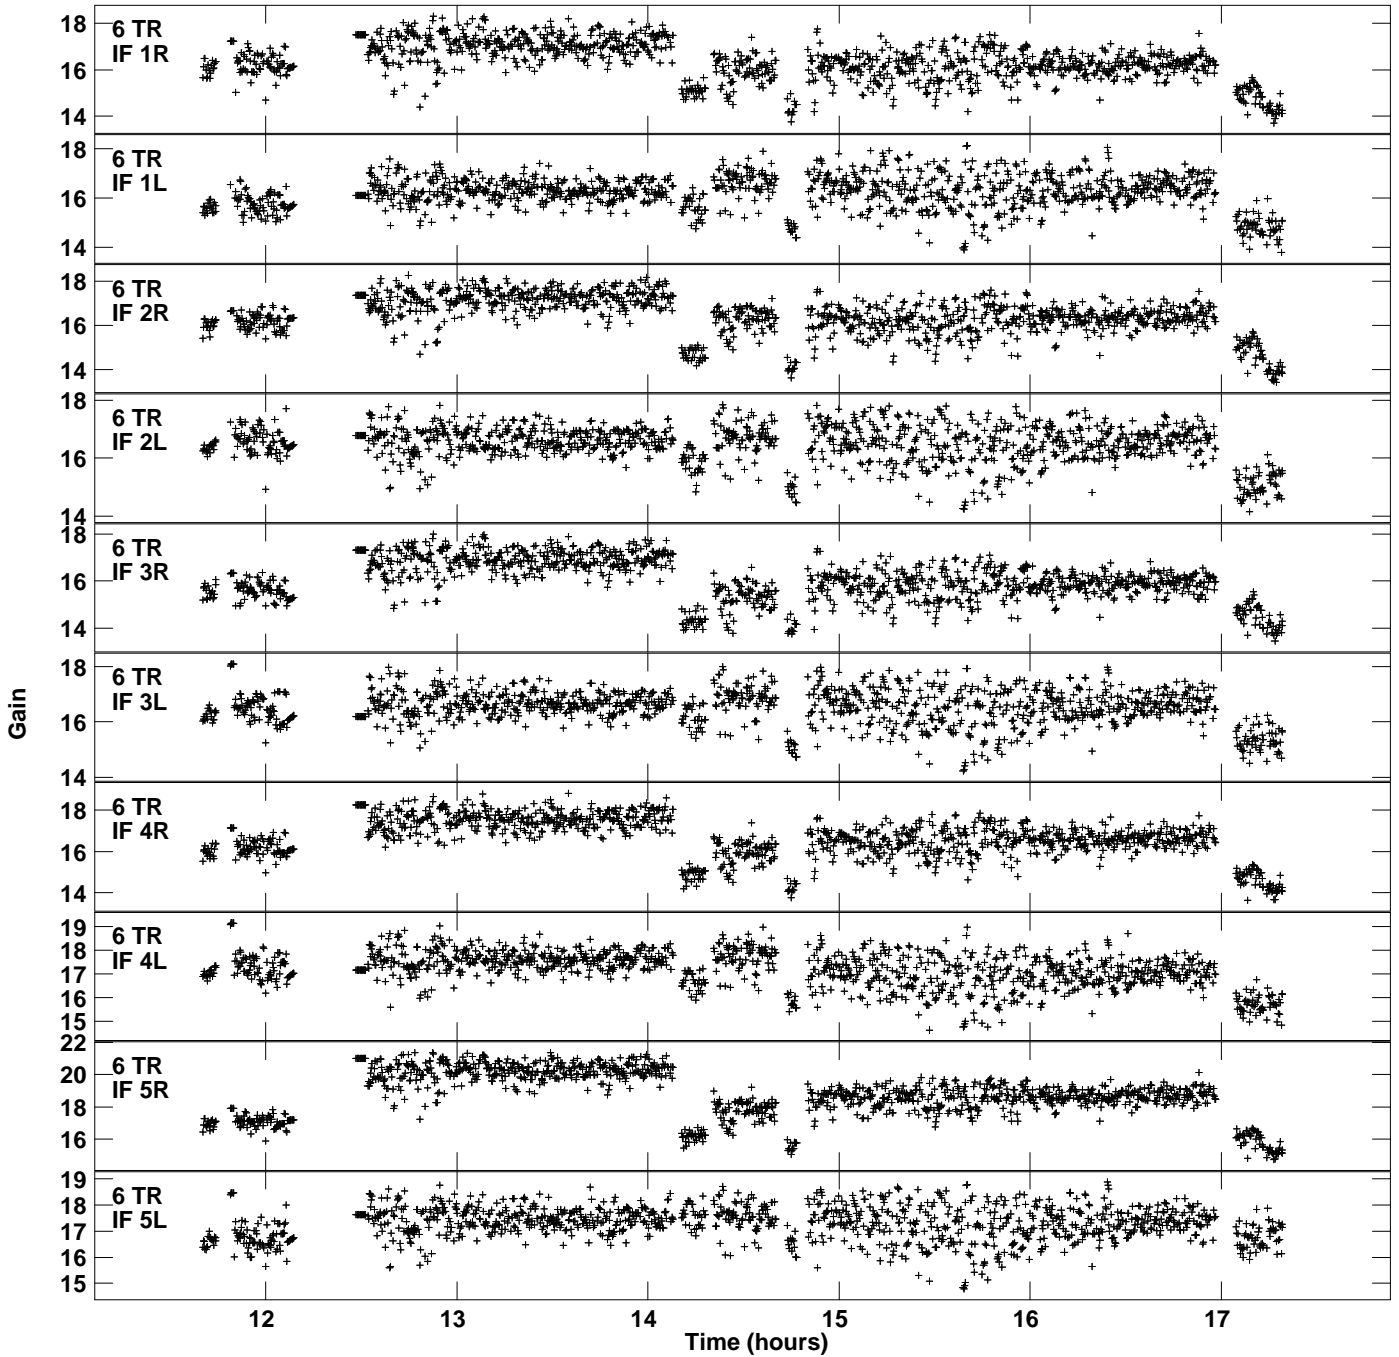 18
16
14
6 TR
IF 1R
18
16
14
6 TR
IF 1L
18
16
14
6 TR
IF 2R
18
16
14
6 TR
IF 2L
18
16
14
6 TR
IF 3R
18
16
14
6 TR
IF 3L
18
16
14
6 TR
IF 4R
19
18
17
16
15
6 TR
IF 4L
22
20
18
16
6 TR
IF 5R
19
18
17
16
15
6 TR
IF 5L
Gain
12 13 14 15 16 17
Time (hours)